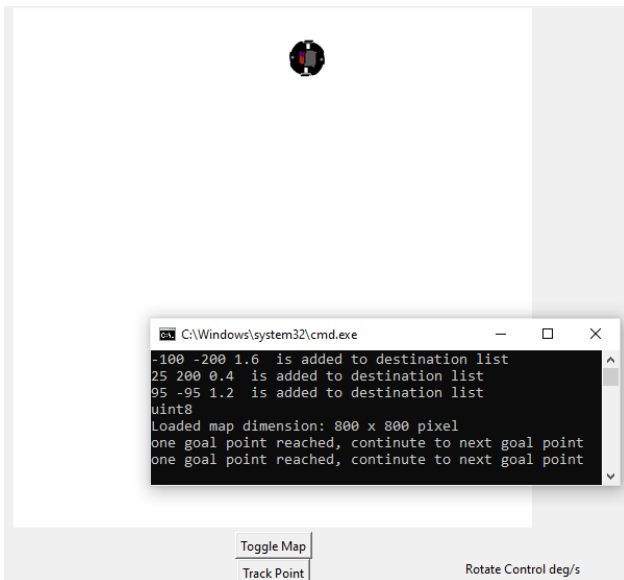 C:\Windows\system32\cmd.exe
-100 -200 1.6  is added to destination list
25 200 0.4  is added to destination list
95 -95 1.2  is added to destination list
uint8
Loaded map dimension: 800 x 800 pixel
one goal point reached, continute to next goal point
one goal point reached, continute to next goal point
Toggle Map
Track Point
Rotate Control deg/s